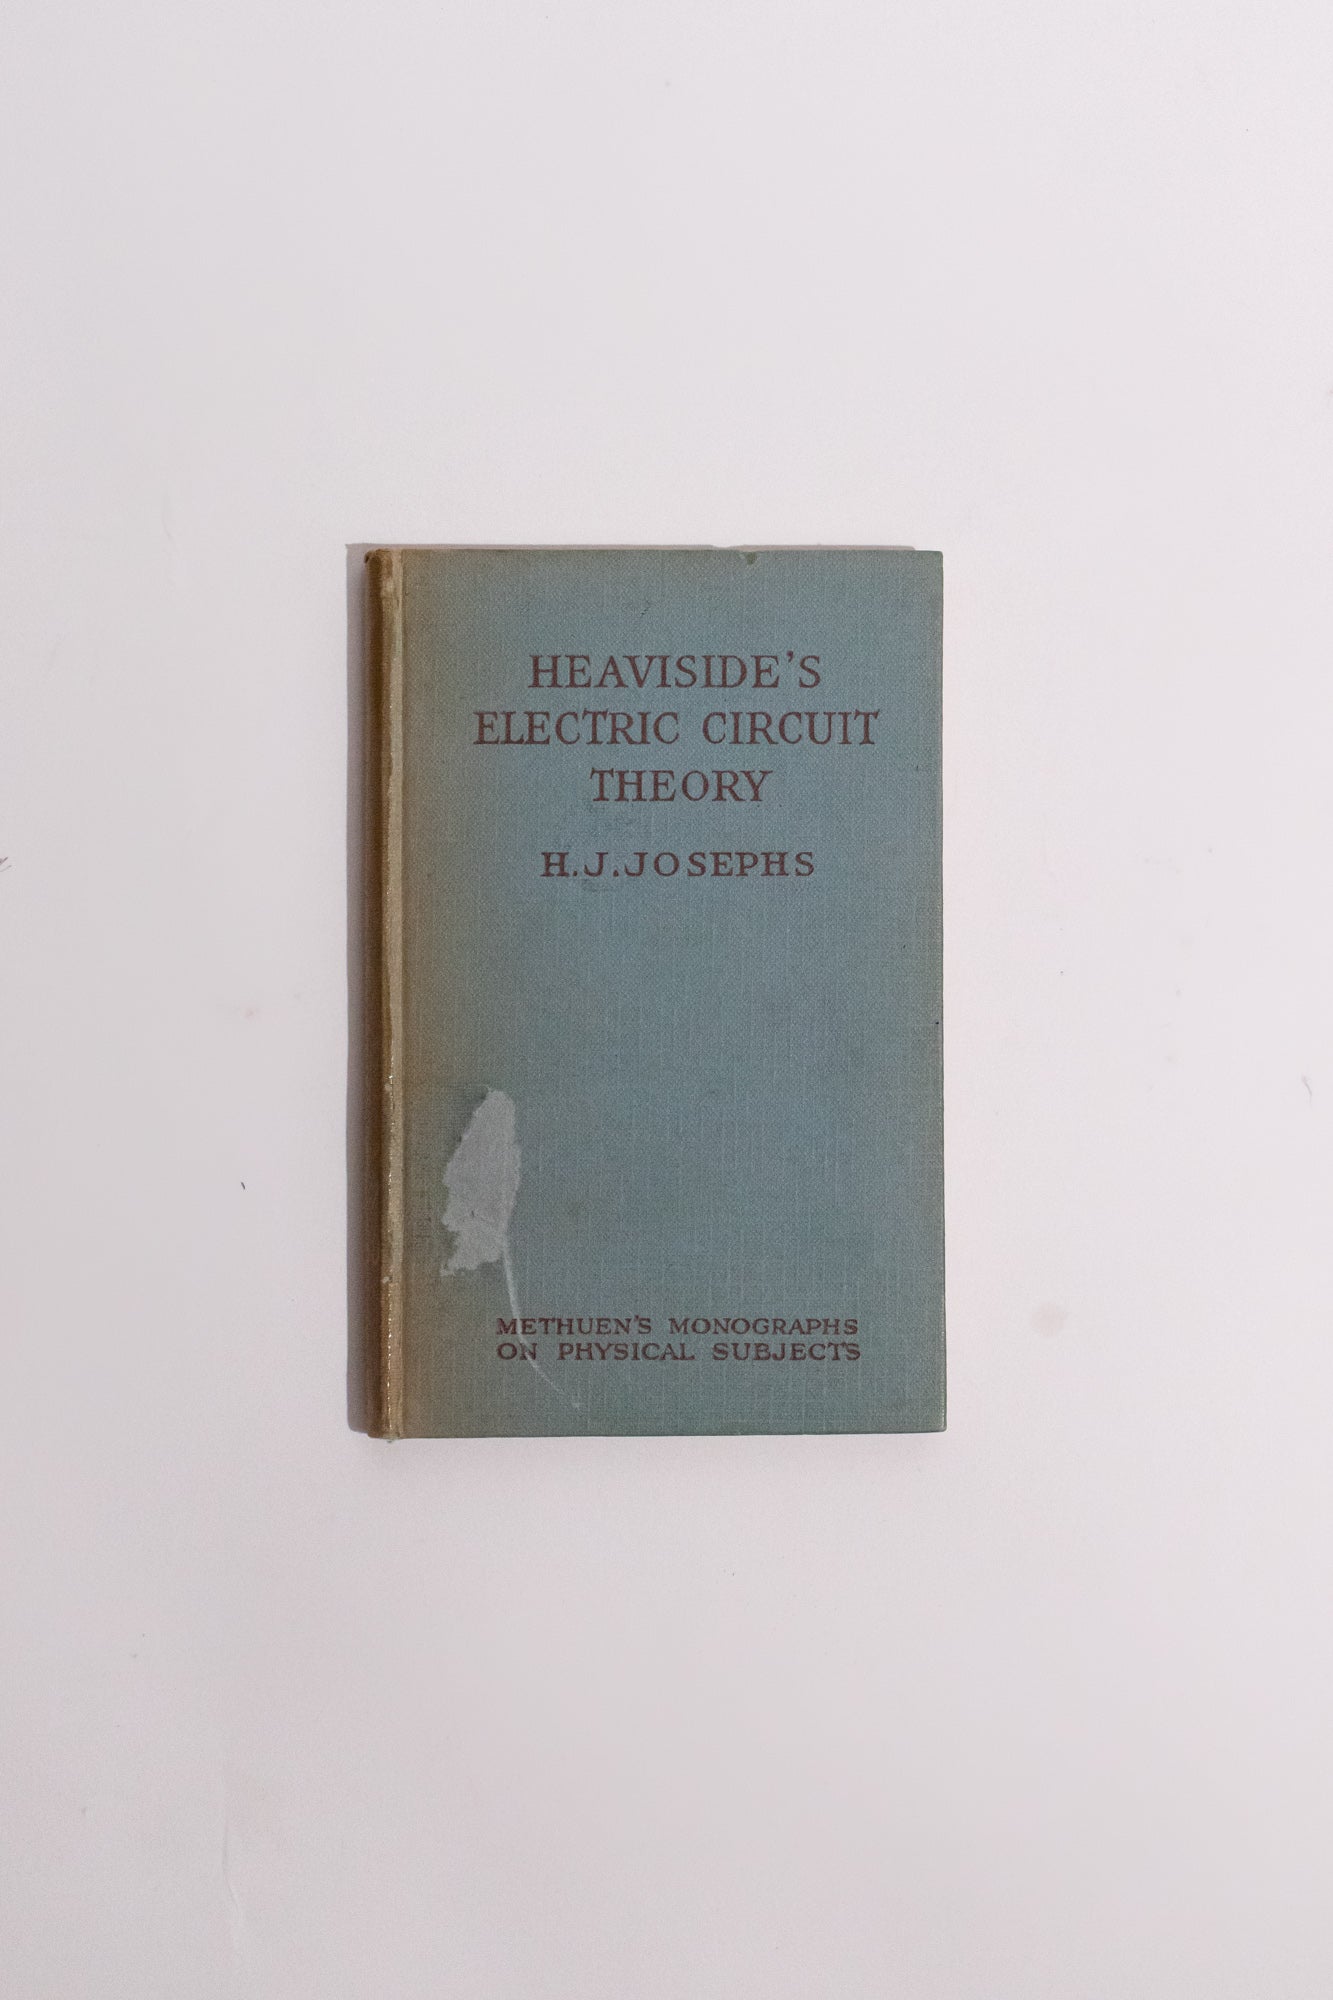 HEAVISIDE'S
ELECTRIC CIRCUIT
THEORY
H. J. JOSEPHS
METHUEN'S MONOGRAPHS
ON PHYSICAL SUBJECTS